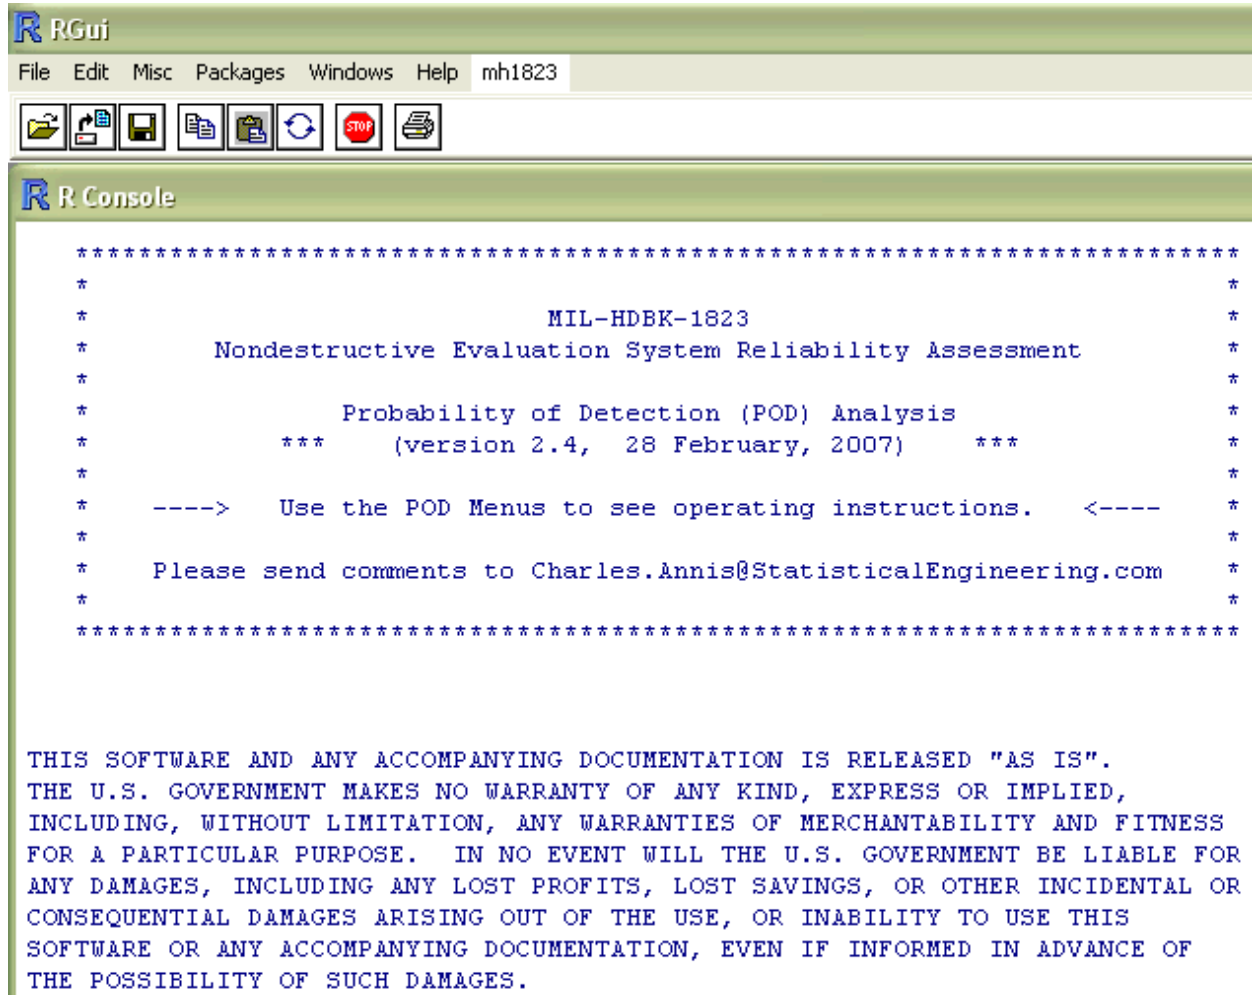 RGui
File Edit Misc Packages Windows Help mh1823
STOP
R Console
***************************************************************************
* *
* MIL-HDBK-1823 *
* Nondestructive Evaluation System Reliability Assessment *
* *
* Probability of Detection (POD) Analysis *
* *** (version 2.4, 28 February, 2007) *** *
* *
* ----> Use the POD Menus to see operating instructions. <---- *
* *
* Please send comments to Charles.Annis@StatisticalEngineering.com *
* *
***************************************************************************
THIS SOFTWARE AND ANY ACCOMPANYING DOCUMENTATION IS RELEASED "AS IS".
THE U.S. GOVERNMENT MAKES NO WARRANTY OF ANY KIND, EXPRESS OR IMPLIED,
INCLUDING, WITHOUT LIMITATION, ANY WARRANTIES OF MERCHANTABILITY AND FITNESS
FOR A PARTICULAR PURPOSE. IN NO EVENT WILL THE U.S. GOVERNMENT BE LIABLE FOR
ANY DAMAGES, INCLUDING ANY LOST PROFITS, LOST SAVINGS, OR OTHER INCIDENTAL OR
CONSEQUENTIAL DAMAGES ARISING OUT OF THE USE, OR INABILITY TO USE THIS
SOFTWARE OR ANY ACCOMPANYING DOCUMENTATION, EVEN IF INFORMED IN ADVANCE OF
THE POSSIBILITY OF SUCH DAMAGES.